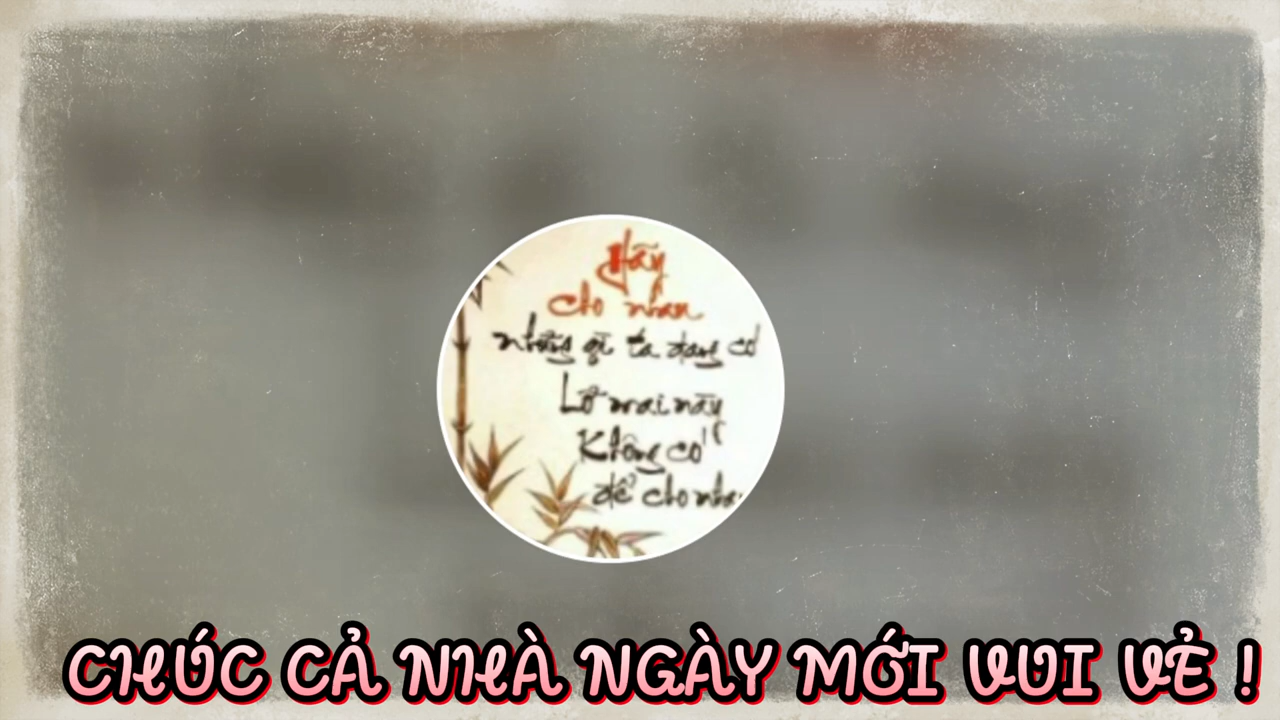 Hãy
cho nhau
những gì ta đang có
Lỡ mai này
Không có
để cho nhau
CHÚC CẢ NHÀ NGÀY MỚI VUI VẺ !